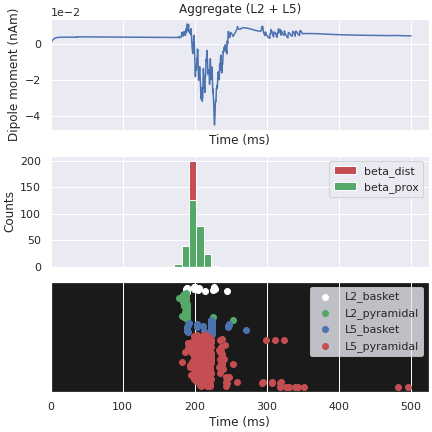 Aggregate (L2 + L5)
1e−2
Dipole moment (nAm)
0
−2
−4
Time (ms)
Counts
200
150
100
50
0
beta_dist
beta_prox
L2_basket
L2_pyramidal
L5_basket
L5_pyramidal
0 100 200 300 400 500
Time (ms)